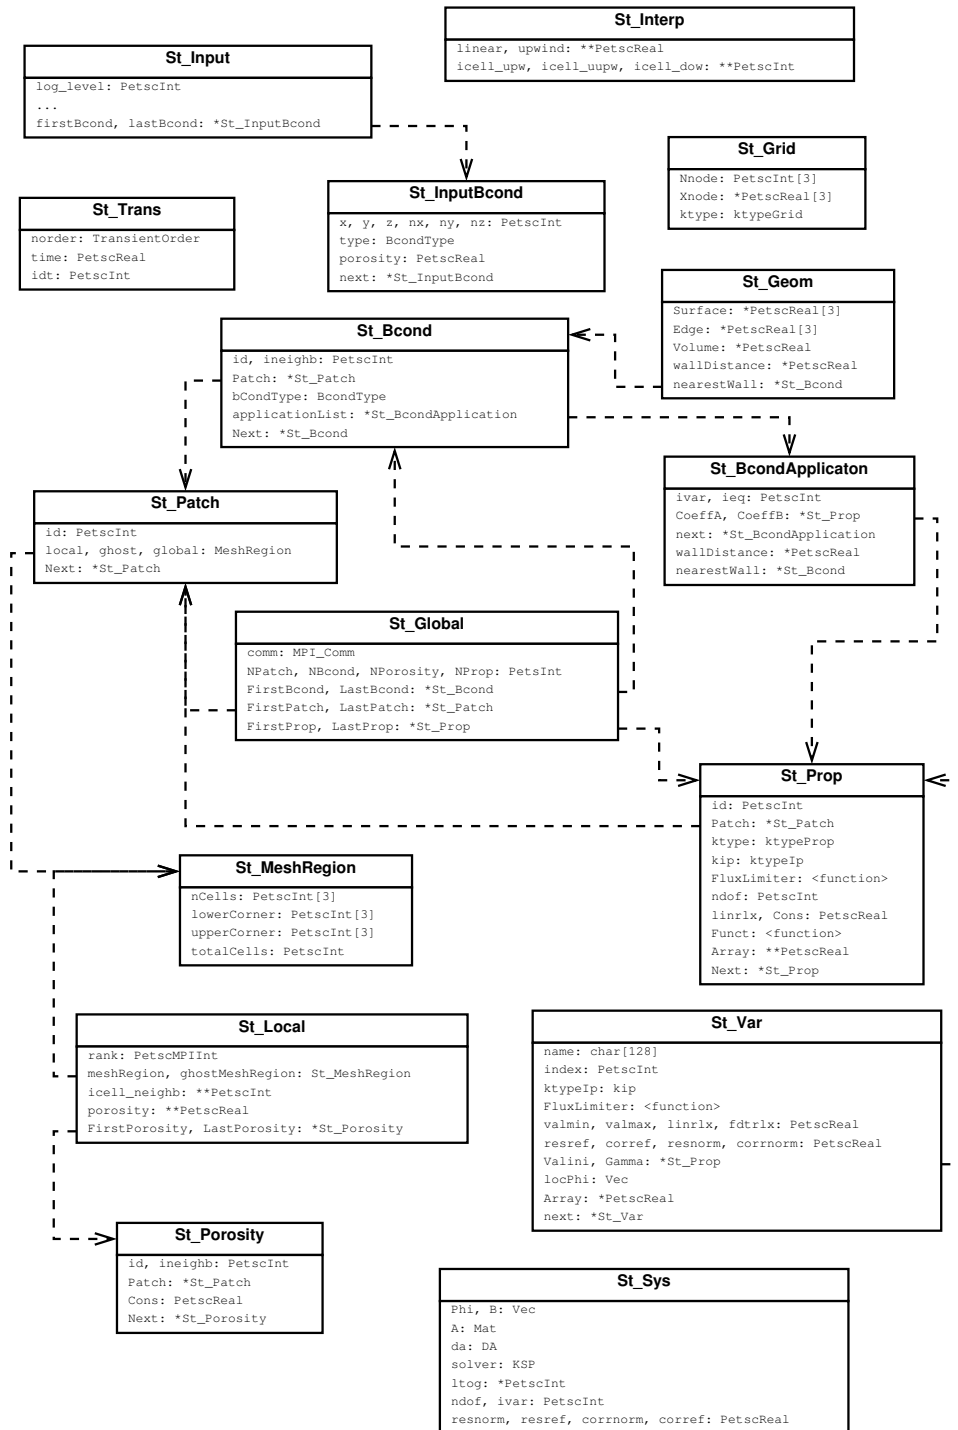 St_Interp
linear, upwind: **PetscReal
icell_upw, icell_uupw, icell_dow: **PetscInt
St_Input
log_level: PetscInt
...
firstBcond, lastBcond: *St_InputBcond
St_Grid
Nnode: PetscInt[3]
Xnode: *PetscReal[3]
ktype: ktypeGrid
St_InputBcond
x, y, z, nx, ny, nz: PetscInt
type: BcondType
porosity: PetscReal
next: *St_InputBcond
St_Trans
norder: TransientOrder
time: PetscReal
idt: PetscInt
St_Geom
Surface: *PetscReal[3]
Edge: *PetscReal[3]
Volume: *PetscReal
wallDistance: *PetscReal
nearestWall: *St_Bcond
St_Bcond
id, ineighb: PetscInt
Patch: *St_Patch
bCondType: BcondType
applicationList: *St_BcondApplication
Next: *St_Bcond
St_BcondApplicaton
ivar, ieq: PetscInt
CoeffA, CoeffB: *St_Prop
next: *St_BcondApplication
wallDistance: *PetscReal
nearestWall: *St_Bcond
St_Patch
id: PetscInt
local, ghost, global: MeshRegion
Next: *St_Patch
St_Global
comm: MPI_Comm
NPatch, NBcond, NPorosity, NProp: PetsInt
FirstBcond, LastBcond: *St_Bcond
FirstPatch, LastPatch: *St_Patch
FirstProp, LastProp: *St_Prop
St_Prop
id: PetscInt
Patch: *St_Patch
ktype: ktypeProp
kip: ktypeIp
FluxLimiter: <function>
ndof: PetscInt
linrlx, Cons: PetscReal
Funct: <function>
Array: **PetscReal
Next: *St_Prop
St_MeshRegion
nCells: PetscInt[3]
lowerCorner: PetscInt[3]
upperCorner: PetscInt[3]
totalCells: PetscInt
St_Local
rank: PetscMPIInt
meshRegion, ghostMeshRegion: St_MeshRegion
icell_neighb: **PetscInt
porosity: **PetscReal
FirstPorosity, LastPorosity: *St_Porosity
St_Var
name: char[128]
index: PetscInt
ktypeIp: kip
FluxLimiter: <function>
valmin, valmax, linrlx, fdtrlx: PetscReal
resref, corref, resnorm, corrnorm: PetscReal
Valini, Gamma: *St_Prop
locPhi: Vec
Array: *PetscReal
next: *St_Var
St_Porosity
id, ineighb: PetscInt
Patch: *St_Patch
Cons: PetscReal
Next: *St_Porosity
St_Sys
Phi, B: Vec
A: Mat
da: DA
solver: KSP
ltog: *PetscInt
ndof, ivar: PetscInt
resnorm, resref, corrnorm, corref: PetscReal